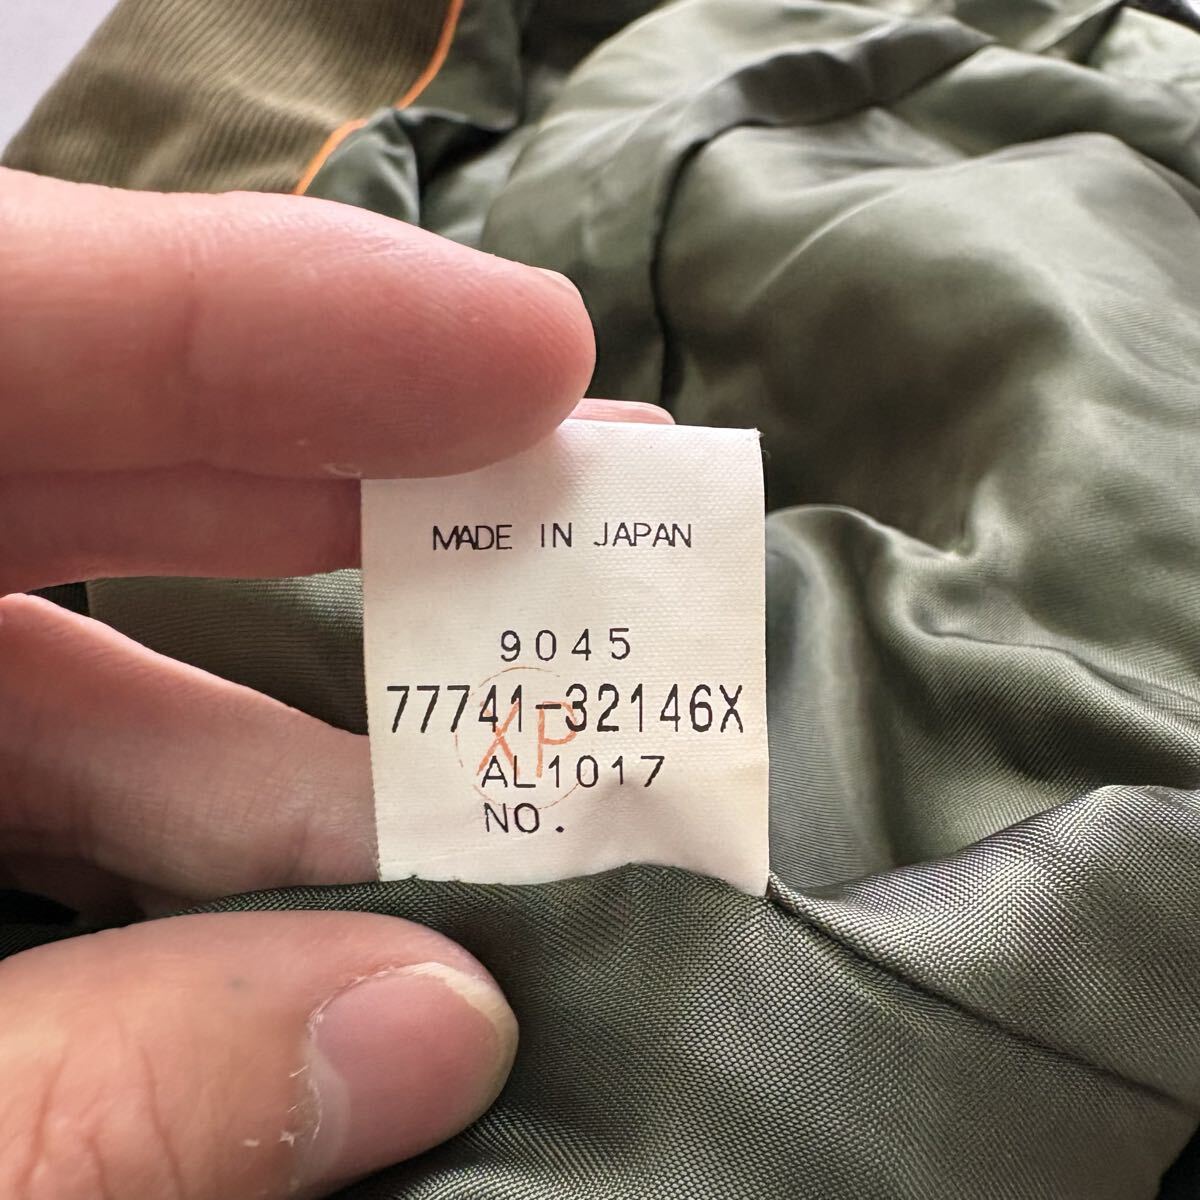 MADE IN JAPAN
9045
77741-32146X
XP
AL1017
NO.